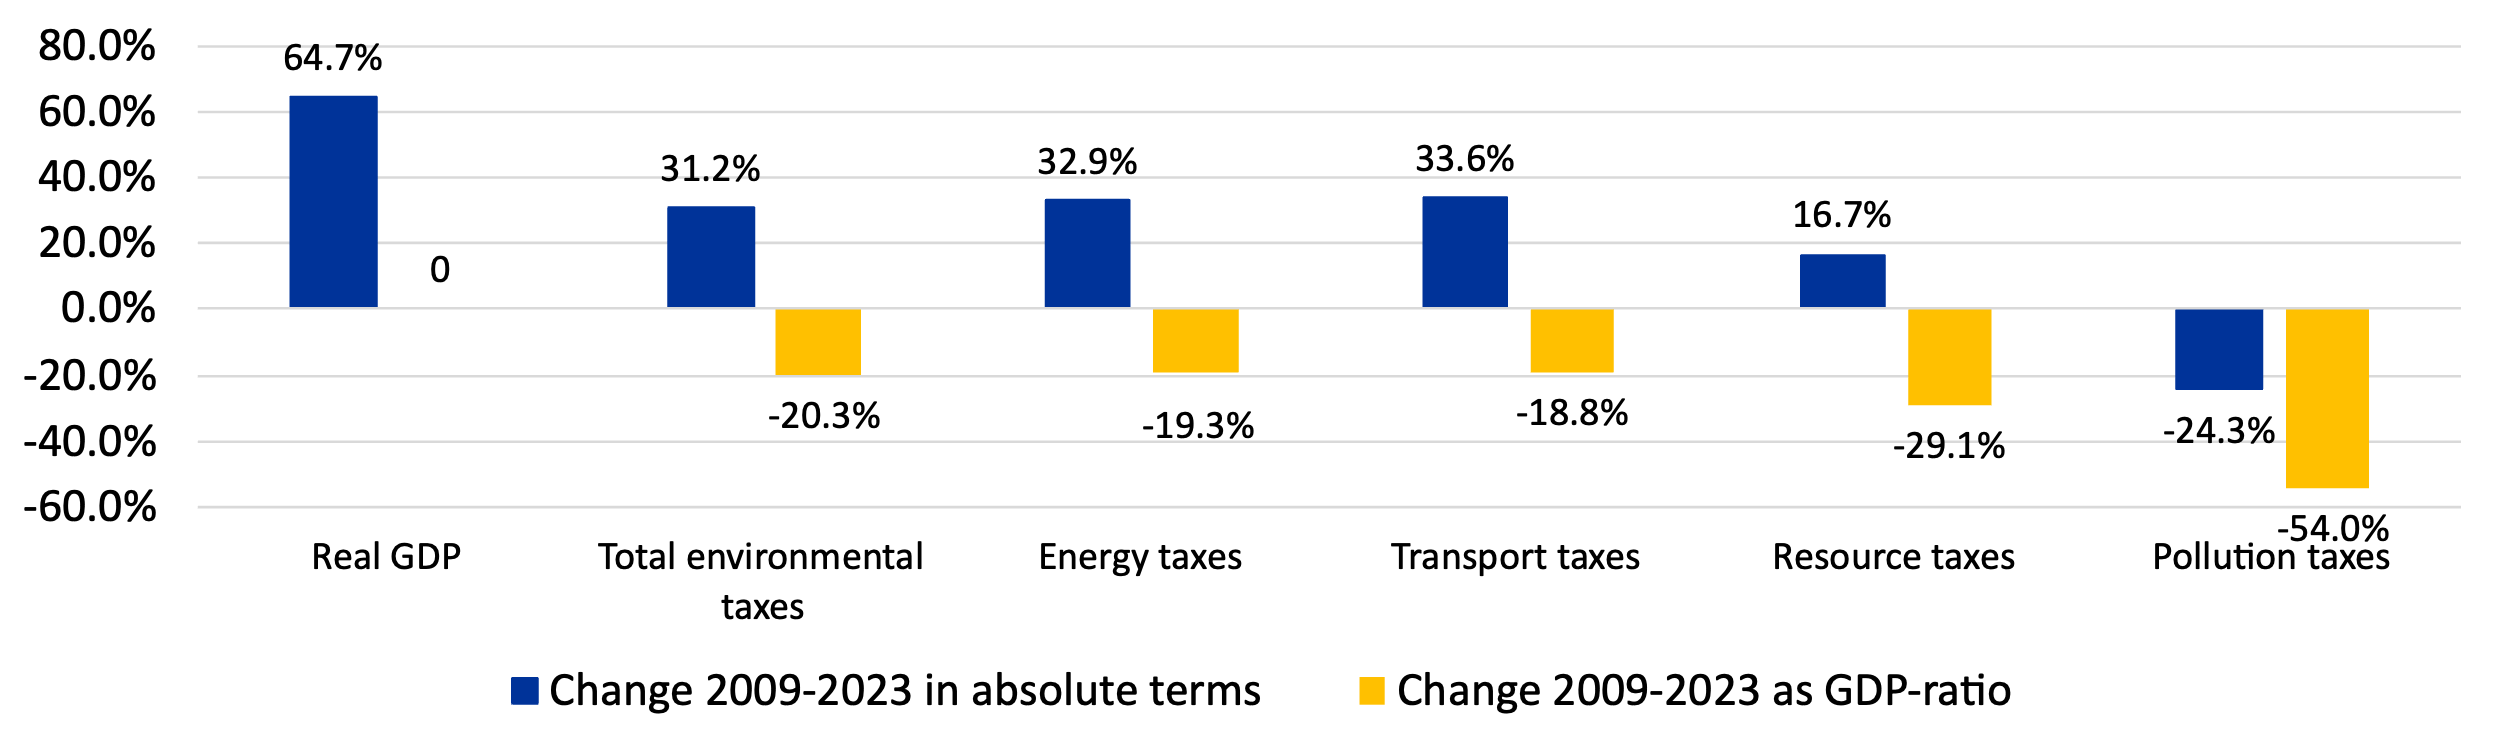 80.0%
60.0%
40.0%
20.0%
0.0%
-20.0%
-40.0%
-60.0%
64.7%
0
31.2%
-20.3%
32.9%
-19.3%
33.6%
-18.8%
16.7%
-29.1%
-24.3%
-54.0%
Real GDP
Total environmental
taxes
Energy taxes
Transport taxes
Resource taxes
Pollution taxes
Change 2009-2023 in absolute terms
Change 2009-2023 as GDP-ratio